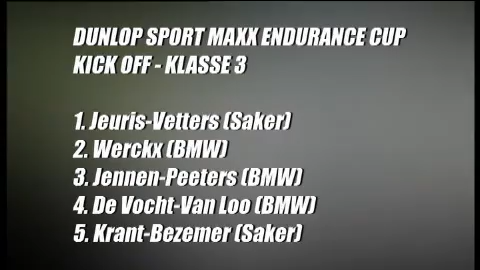 DUNLOP SPORT MAXX ENDURANCE CUP
KICK OFF - KLASSE 3
1. Jeuris-Vetters (Saker)
2. Werckx (BMW)
3. Jennen-Peeters (BMW)
4. De Vocht-Van Loo (BMW)
5. Krant-Bezemer (Saker)